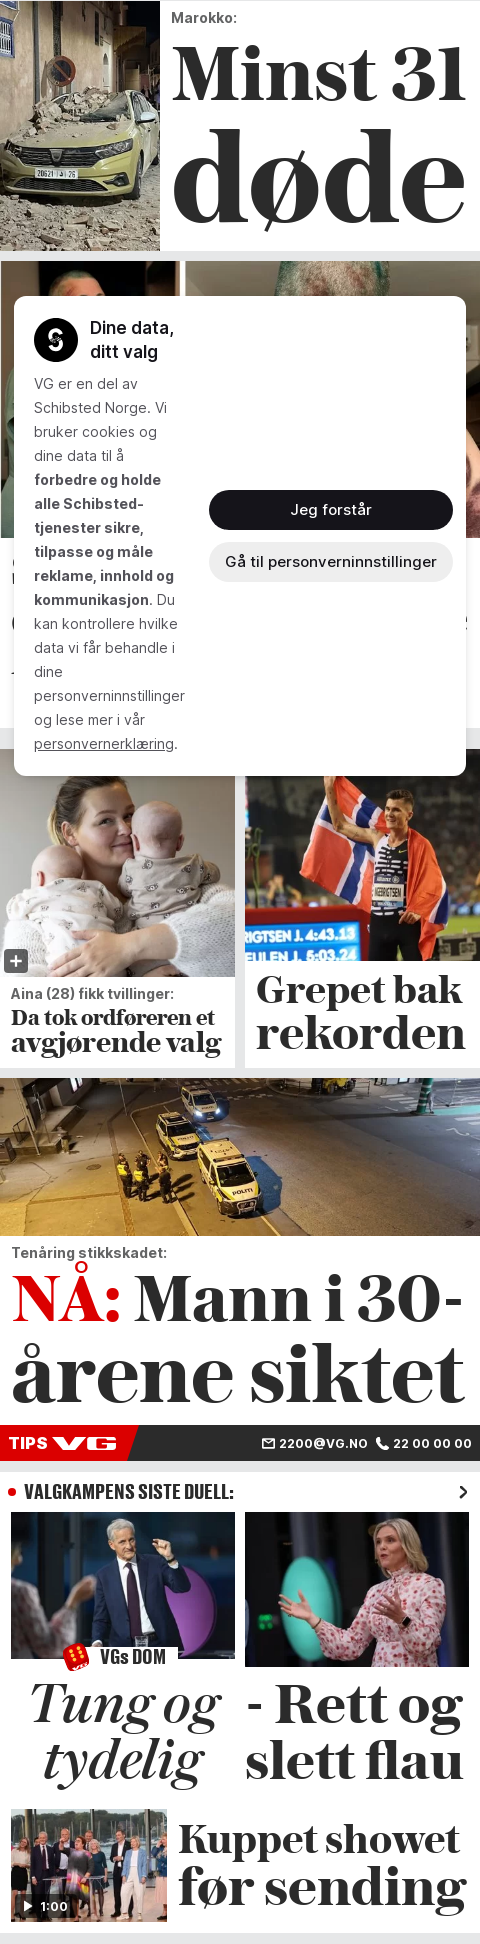 Marokko:
Minst 31
døde
20621
26
Dine data,
ditt valg
VG er en del av
Schibsted Norge. Vi
bruker cookies og
dine data til å
forbedre og holde
alle Schibsted-
tjenester sikre,
tilpasse og måle
reklame, innhold og
kommunikasjon. Du
kan kontrollere hvilke
data vi får behandle i
dine
personverninnstillinger
og lese mer i vår
personvernerklæring.
Jeg forstår
Gå til personverninnstillinger
Aina (28) fikk tvillinger:
Da tok ordføreren et
avgjørende valg
Allianz
INGEBRIGTSEN
RIGTSEN J. 4:43.13
EULEN J. 5:03.24
Grepet bak
rekorden
POLITI
Tenåring stikkskadet:
NÅ: Mann i 30-
årene siktet
TIPS VG
2200@VG.NO
22 00 00 00
VALGKAMPENS SISTE DUELL:
VGs DOM
Tung og
tydelig
- Rett og
slett flau
1:00
Kuppet showet
før sending